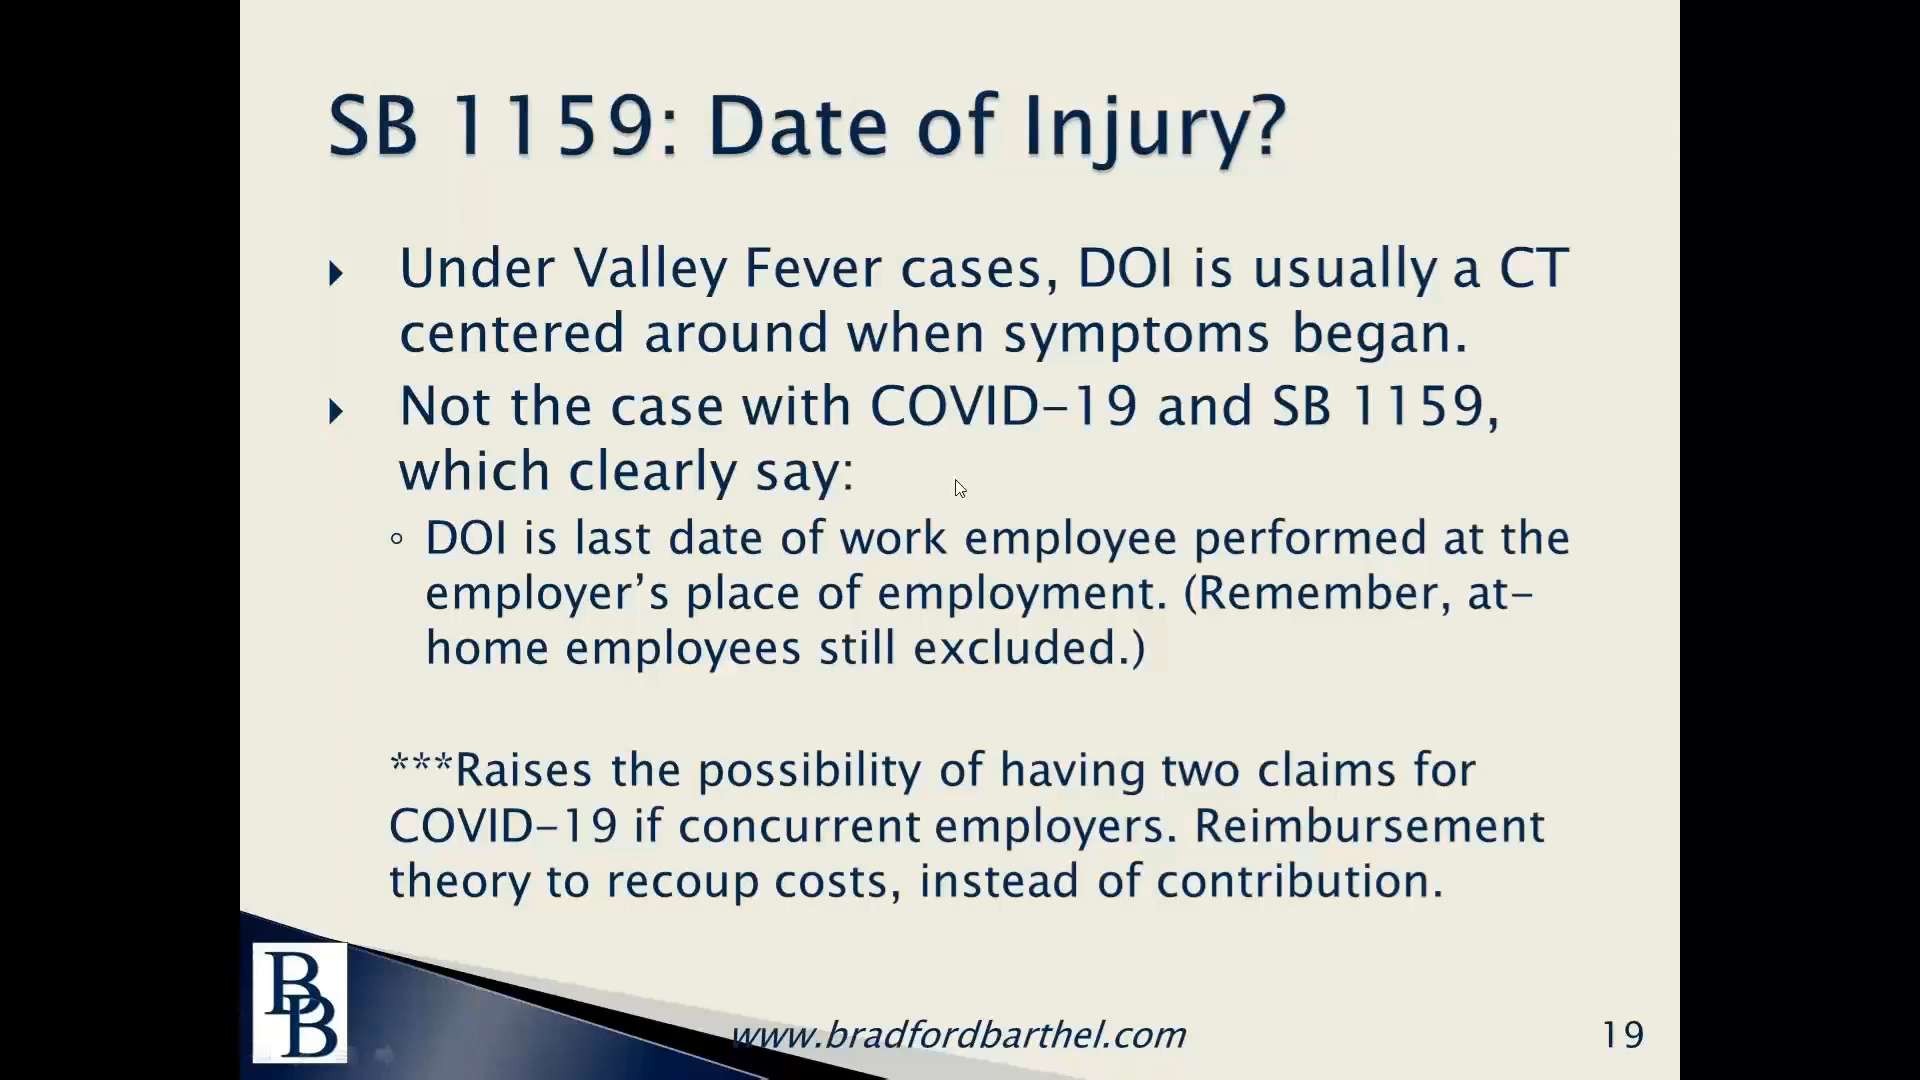 SB 1159: Date of Injury?
Under Valley Fever cases, DOI is usually a CT
centered around when symptoms began.
Not the case with COVID-19 and SB 1159,
which clearly say:
DOI is last date of work employee performed at the
employer’s place of employment. (Remember, at-
home employees still excluded.)
***Raises the possibility of having two claims for
COVID-19 if concurrent employers. Reimbursement
theory to recoup costs, instead of contribution.
BB
www.bradfordbarthel.com
19